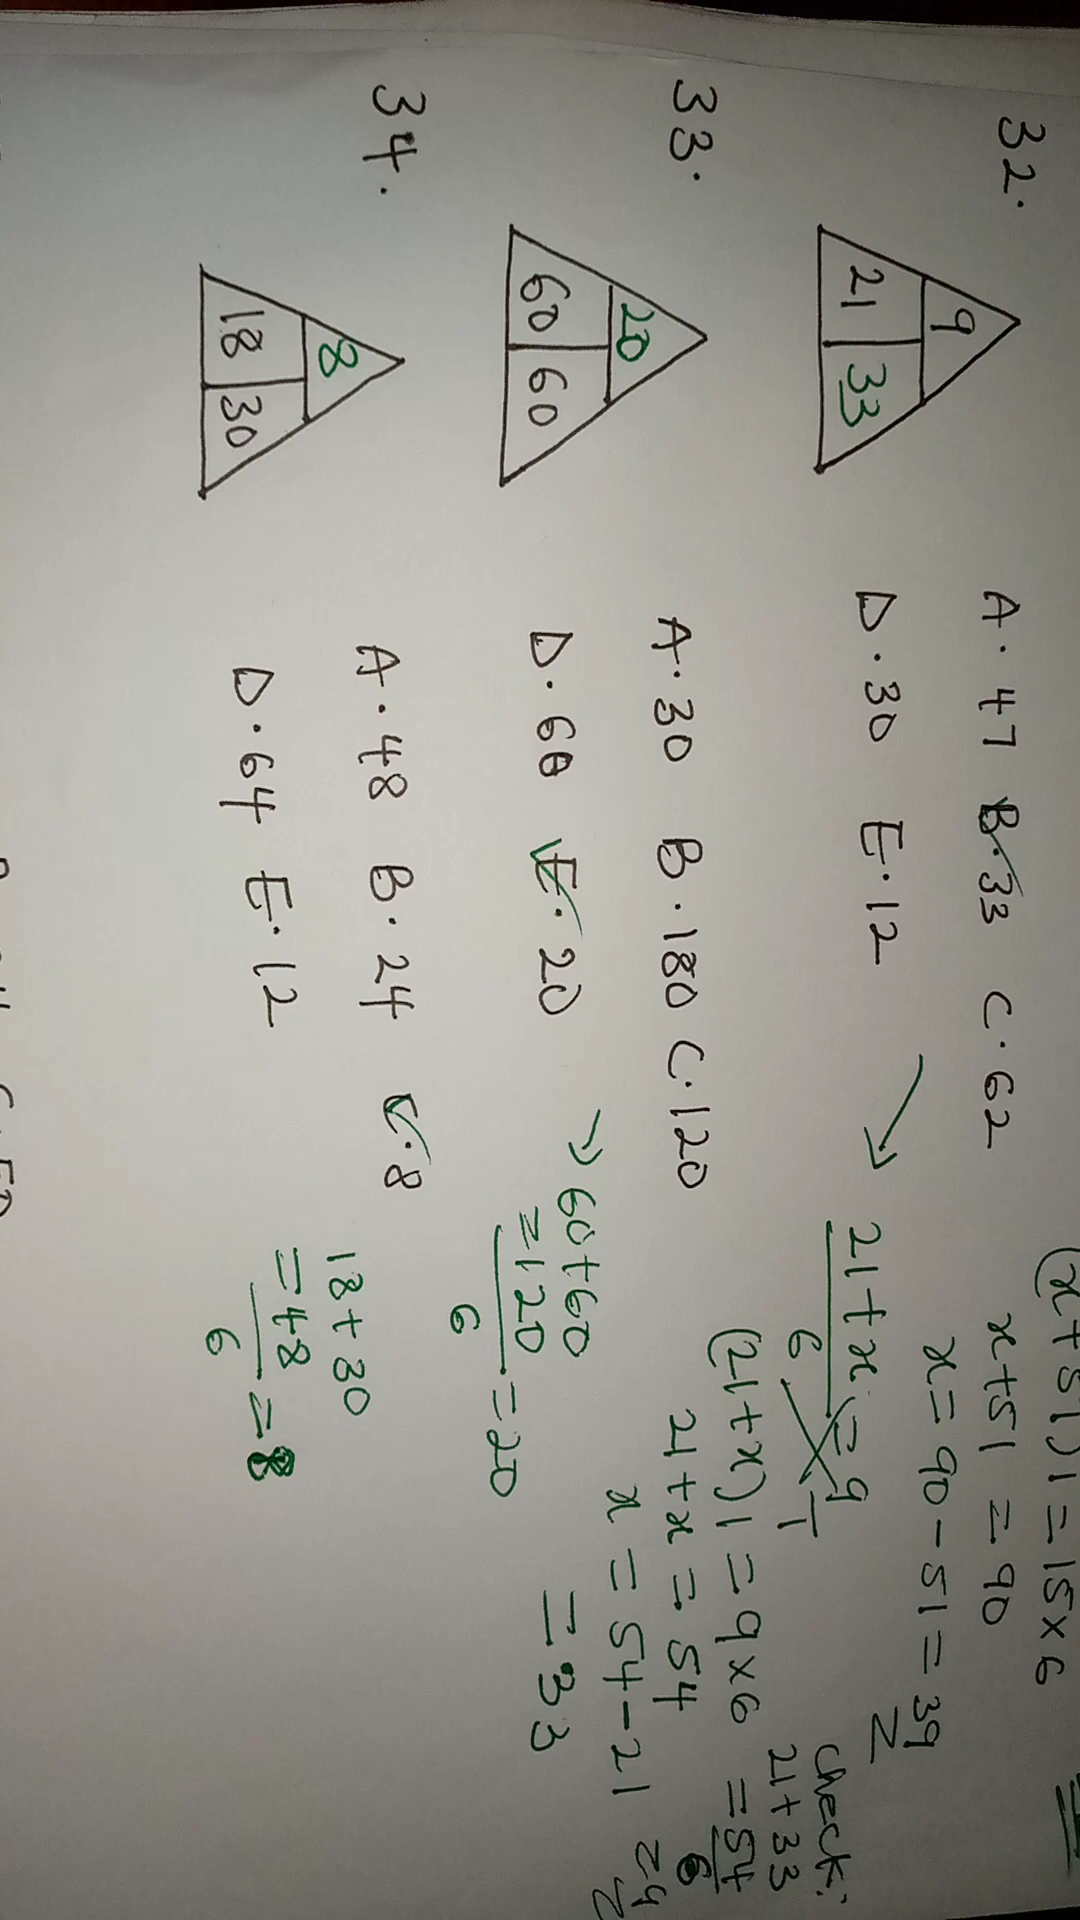 (x+51)1 = 15×6
x+51 = 90
x = 90-51 = 39
32.
9
21 33
A. 47 B. 33 C. 62
D. 30 E. 12
21+x = 9
6 1
(21+x)1 = 9×6
21+x = 54
x = 54-21
= 33
check:
21+33
= 54
6
= 9
33.
20
60 60
A. 30 B. 180 C. 120
D. 60 E. 20
60+60
= 120 = 20
6
34.
8
18 30
A. 48 B. 24 C. 8
D. 64 E. 12
18+30
= 48 = 8
6